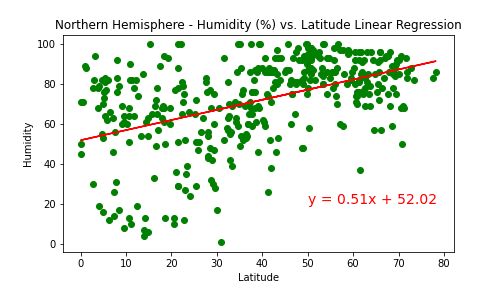 Northern Hemisphere - Humidity (%) vs. Latitude Linear Regression
100
80
60
40
20
0
Humidity
y = 0.51x + 52.02
0 10 20 30 40 50 60 70 80
Latitude